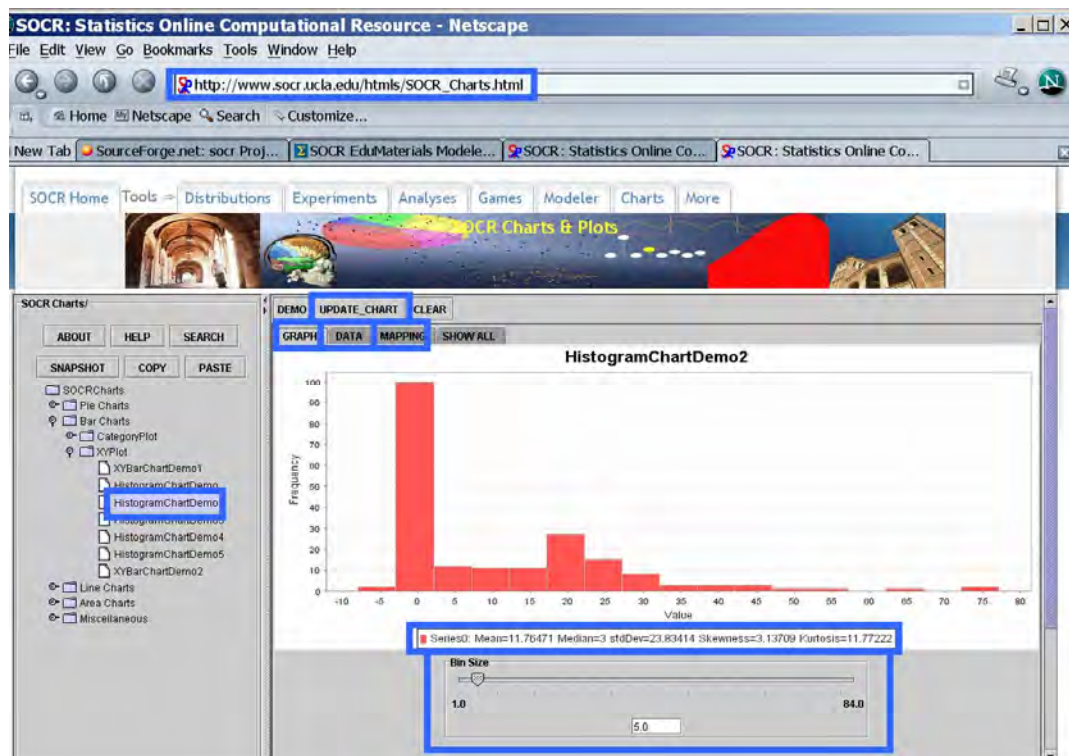 SOCR: Statistics Online Computational Resource - Netscape
File Edit View Go Bookmarks Tools Window Help
http://www.socr.ucla.edu/htmls/SOCR_Charts.html
Home Netscape Search Customize...
New Tab SourceForge.net: socr Proj... SOCR EduMaterials Modele... SOCR: Statistics Online Co... SOCR: Statistics Online Co...
SOCR Home Tools ⇒ Distributions Experiments Analyses Games Modeler Charts More
SOCR Charts & Plots
SOCR Charts/
ABOUT HELP SEARCH
SNAPSHOT COPY PASTE
SOCRCharts
Pie Charts
Bar Charts
CategoryPlot
XYPlot
XYBarChartDemo1
HistogramChartDemo
HistogramChartDemo
HistogramChartDemo3
HistogramChartDemo4
HistogramChartDemo5
XYBarChartDemo2
Line Charts
Area Charts
Miscellaneous
DEMO UPDATE_CHART CLEAR
GRAPH DATA MAPPING SHOW ALL
HistogramChartDemo2
Frequency
100
90
80
70
60
50
40
30
20
10
0
-10 -5 0 5 10 15 20 25 30 35 40 45 50 55 60 65 70 75 80
Value
Series0: Mean=11.76471 Median=3 stdDev=23.83414 Skewness=3.13709 Kurtosis=11.77222
Bin Size
1.0 84.0
5.0